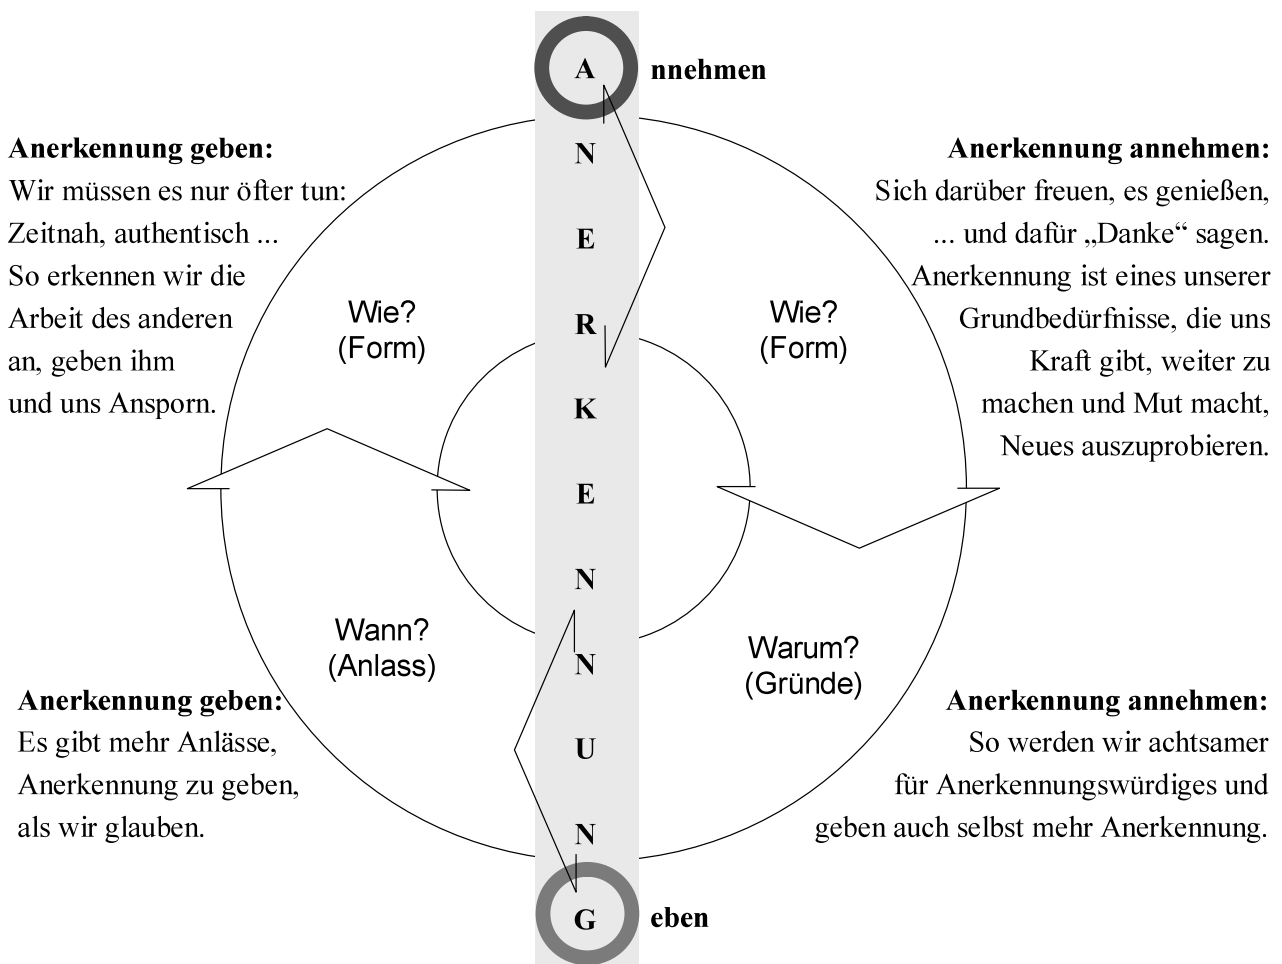 A nnehmen
N
E
R
K
E
N
N
U
N
G eben
Anerkennung geben:
Wir müssen es nur öfter tun:
Zeitnah, authentisch ...
So erkennen wir die
Arbeit des anderen
an, geben ihm
und uns Ansporn.
Wie?
(Form)
Anerkennung annehmen:
Sich darüber freuen, es genießen,
... und dafür „Danke“ sagen.
Anerkennung ist eines unserer
Grundbedürfnisse, die uns
Kraft gibt, weiter zu
machen und Mut macht,
Neues auszuprobieren.
Wie?
(Form)
Wann?
(Anlass)
Anerkennung geben:
Es gibt mehr Anlässe,
Anerkennung zu geben,
als wir glauben.
Warum?
(Gründe)
Anerkennung annehmen:
So werden wir achtsamer
für Anerkennungswürdiges und
geben auch selbst mehr Anerkennung.